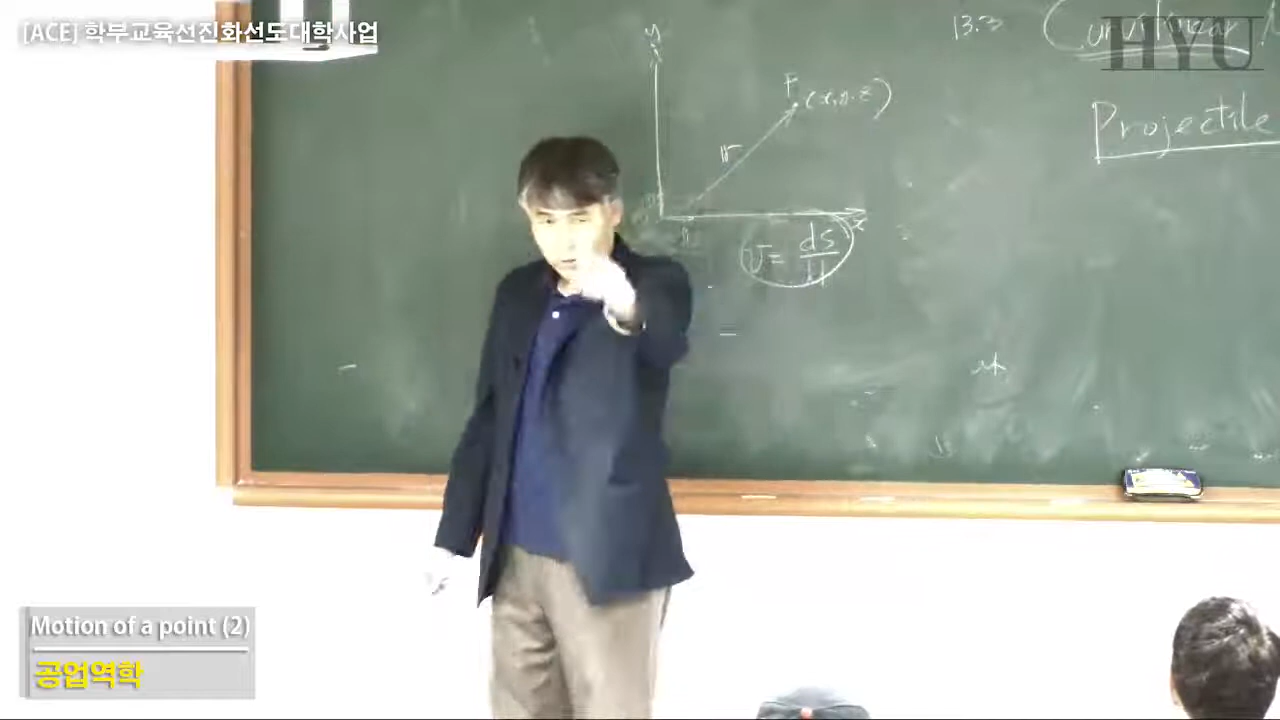 [ACE] 학부교육선진화선도대학사업
HYU
13.3 Curvilinear
Projectile
y
P (x, y, z)
r
x
v = ds
Motion of a point (2)
공업역학